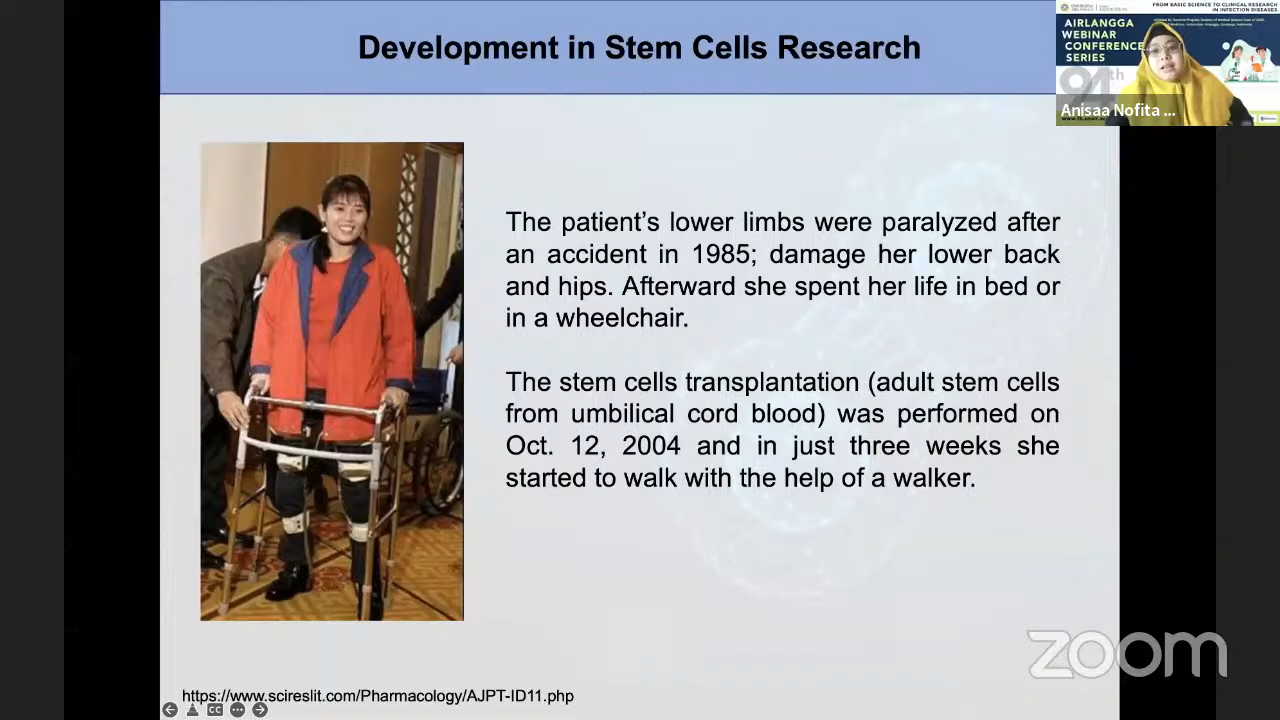 Development in Stem Cells Research
FROM BASIC SCIENCE TO CLINICAL RESEARCH
IN INFECTION DISEASES
AIRLANGGA
WEBINAR
CONFERENCE
SERIES
94th
Anisaa Nofita ...
The patient’s lower limbs were paralyzed after
an accident in 1985; damage her lower back
and hips. Afterward she spent her life in bed or
in a wheelchair.
The stem cells transplantation (adult stem cells
from umbilical cord blood) was performed on
Oct. 12, 2004 and in just three weeks she
started to walk with the help of a walker.
zoom
https://www.scireslit.com/Pharmacology/AJPT-ID11.php
CC